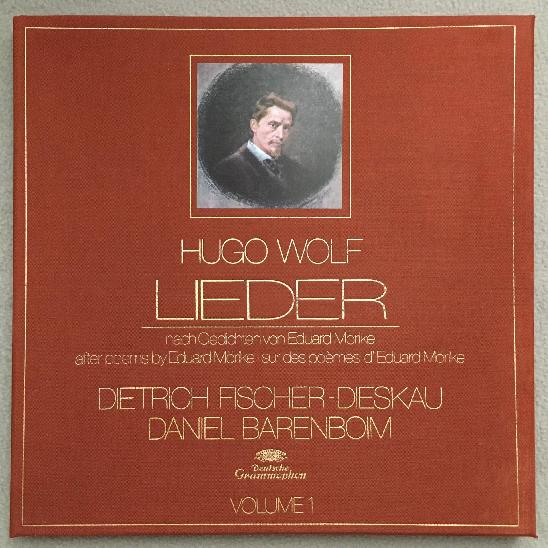 HUGO WOLF
LIEDER
nach Gedichten von Eduard Mörike
after poems by Eduard Mörike / sur des poèmes d'Eduard Mörike
DIETRICH FISCHER-DIESKAU
DANIEL BARENBOIM
Deutsche
Grammophon
VOLUME 1